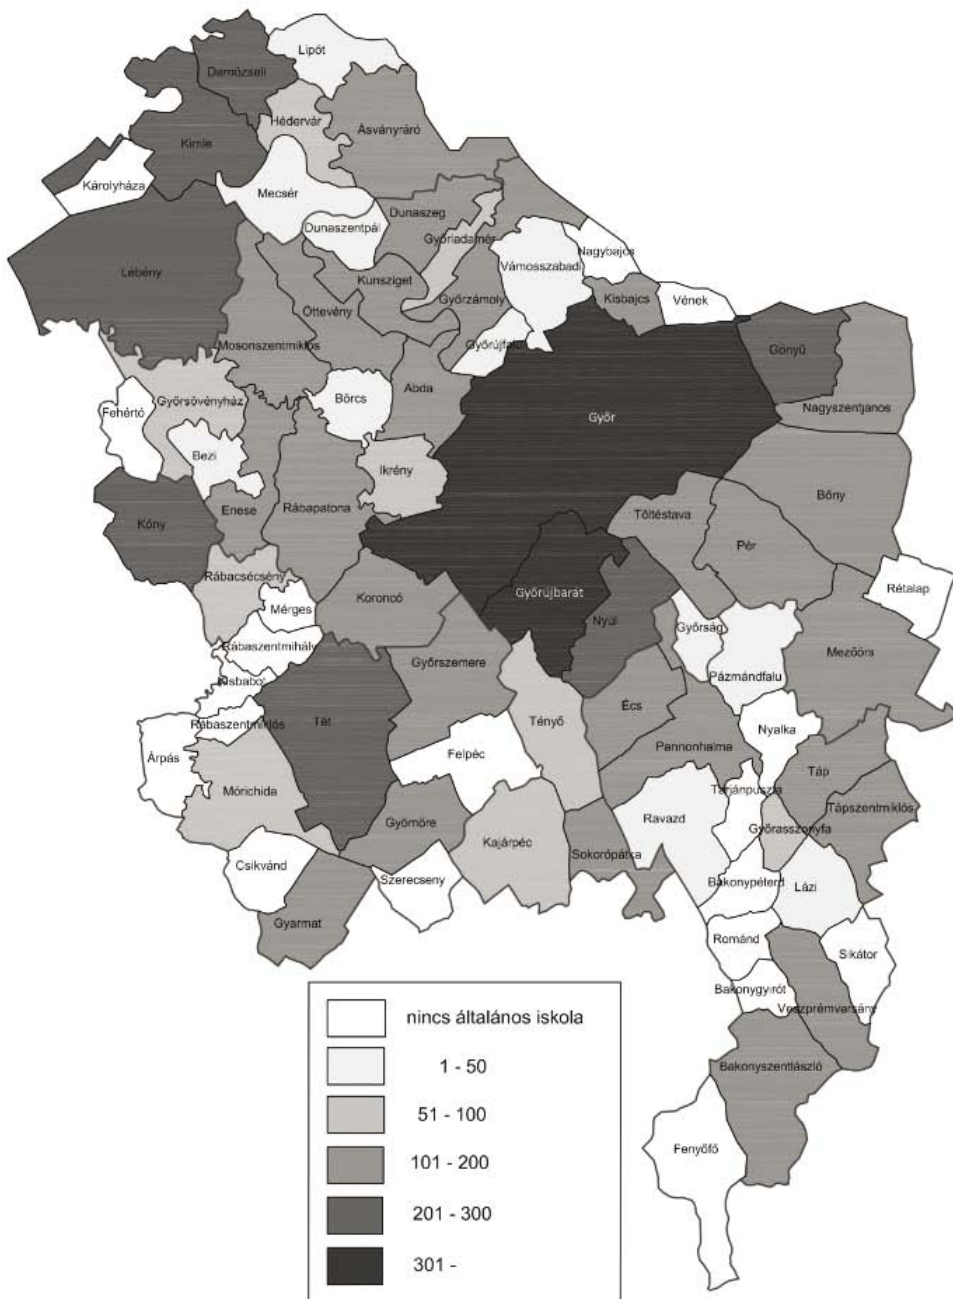 Lipót
Darnózseli
Hédervár
Ásványráró
Kimle
Károlyháza
Mecsér
Dunaszeg
Dunaszentpál
Győrladamér
Nagybajcs
Lébény
Vámosszabadi
Kunsziget
Kisbajcs
Vének
Győrzámoly
Öttevény
Mosonszentmiklós
Győrújfalu
Gönyű
Abda
Börcs
Győrsövényház
Fehértó
Nagyszentjános
Győr
Bezi
Ikrény
Bőny
Rábapatona
Enese
Töltéstava
Kóny
Pér
Rábacsécsény
Rétalap
Koroncó
Győrújbarát
Mérges
Nyúl
Győrság
Rábaszentmihály
Mezőörs
Győrszemere
Pázmándfalu
Kisbabot
Écs
Rábaszentmiklós
Tét
Tényő
Nyalka
Árpás
Felpéc
Pannonhalma
Táp
Mórichida
Tarjánpuszta
Tápszentmiklós
Gyömöre
Ravazd
Győrasszonyfa
Kajárpéc
Sokorópátka
Csikvánd
Szerecseny
Bakonypéterd
Lázi
Gyarmat
Románd
Sikátor
Bakonygyirót
Veszprémvarsány
nincs általános iskola
Bakonyszentlászló
1 - 50
51 - 100
Fenyőfő
101 - 200
201 - 300
301 -